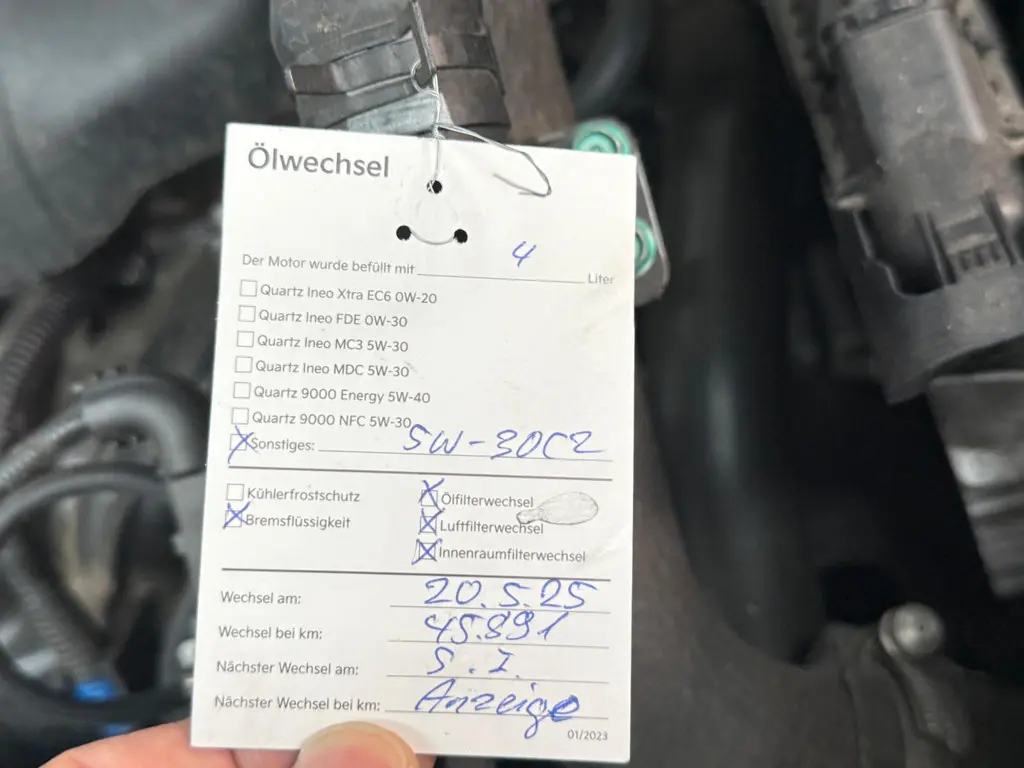 Ölwechsel
Der Motor wurde befüllt mit 4 Liter
Quartz Ineo Xtra EC6 0W-20
Quartz Ineo FDE 0W-30
Quartz Ineo MC3 5W-30
Quartz Ineo MDC 5W-30
Quartz 9000 Energy 5W-40
Quartz 9000 NFC 5W-30
Sonstiges: 5W-30C2
Kühlerfrostschutz
Bremsflüssigkeit
Ölfilterwechsel
Luftfilterwechsel
Innenraumfilterwechsel
Wechsel am: 20.5.25
Wechsel bei km: 45.891
Nächster Wechsel am: S. I.
Nächster Wechsel bei km: Anzeige
01/2023